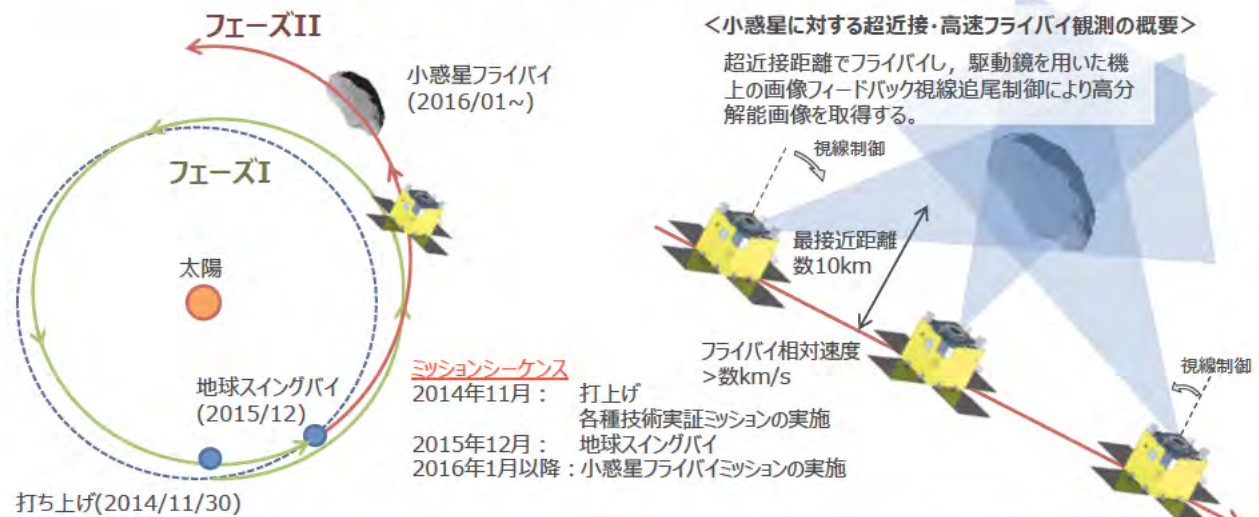 フェーズII
小惑星フライバイ
(2016/01~)
フェーズI
太陽
地球スイングバイ
(2015/12)
打ち上げ(2014/11/30)
ミッションシーケンス
2014年11月： 打上げ
各種技術実証ミッションの実施
2015年12月： 地球スイングバイ
2016年1月以降：小惑星フライバイミッションの実施
＜小惑星に対する超近接・高速フライバイ観測の概要＞
超近接距離でフライバイし，駆動鏡を用いた機
上の画像フィードバック視線追尾制御により高分
解能画像を取得する。
視線制御
最接近距離
数10km
フライバイ相対速度
>数km/s
視線制御